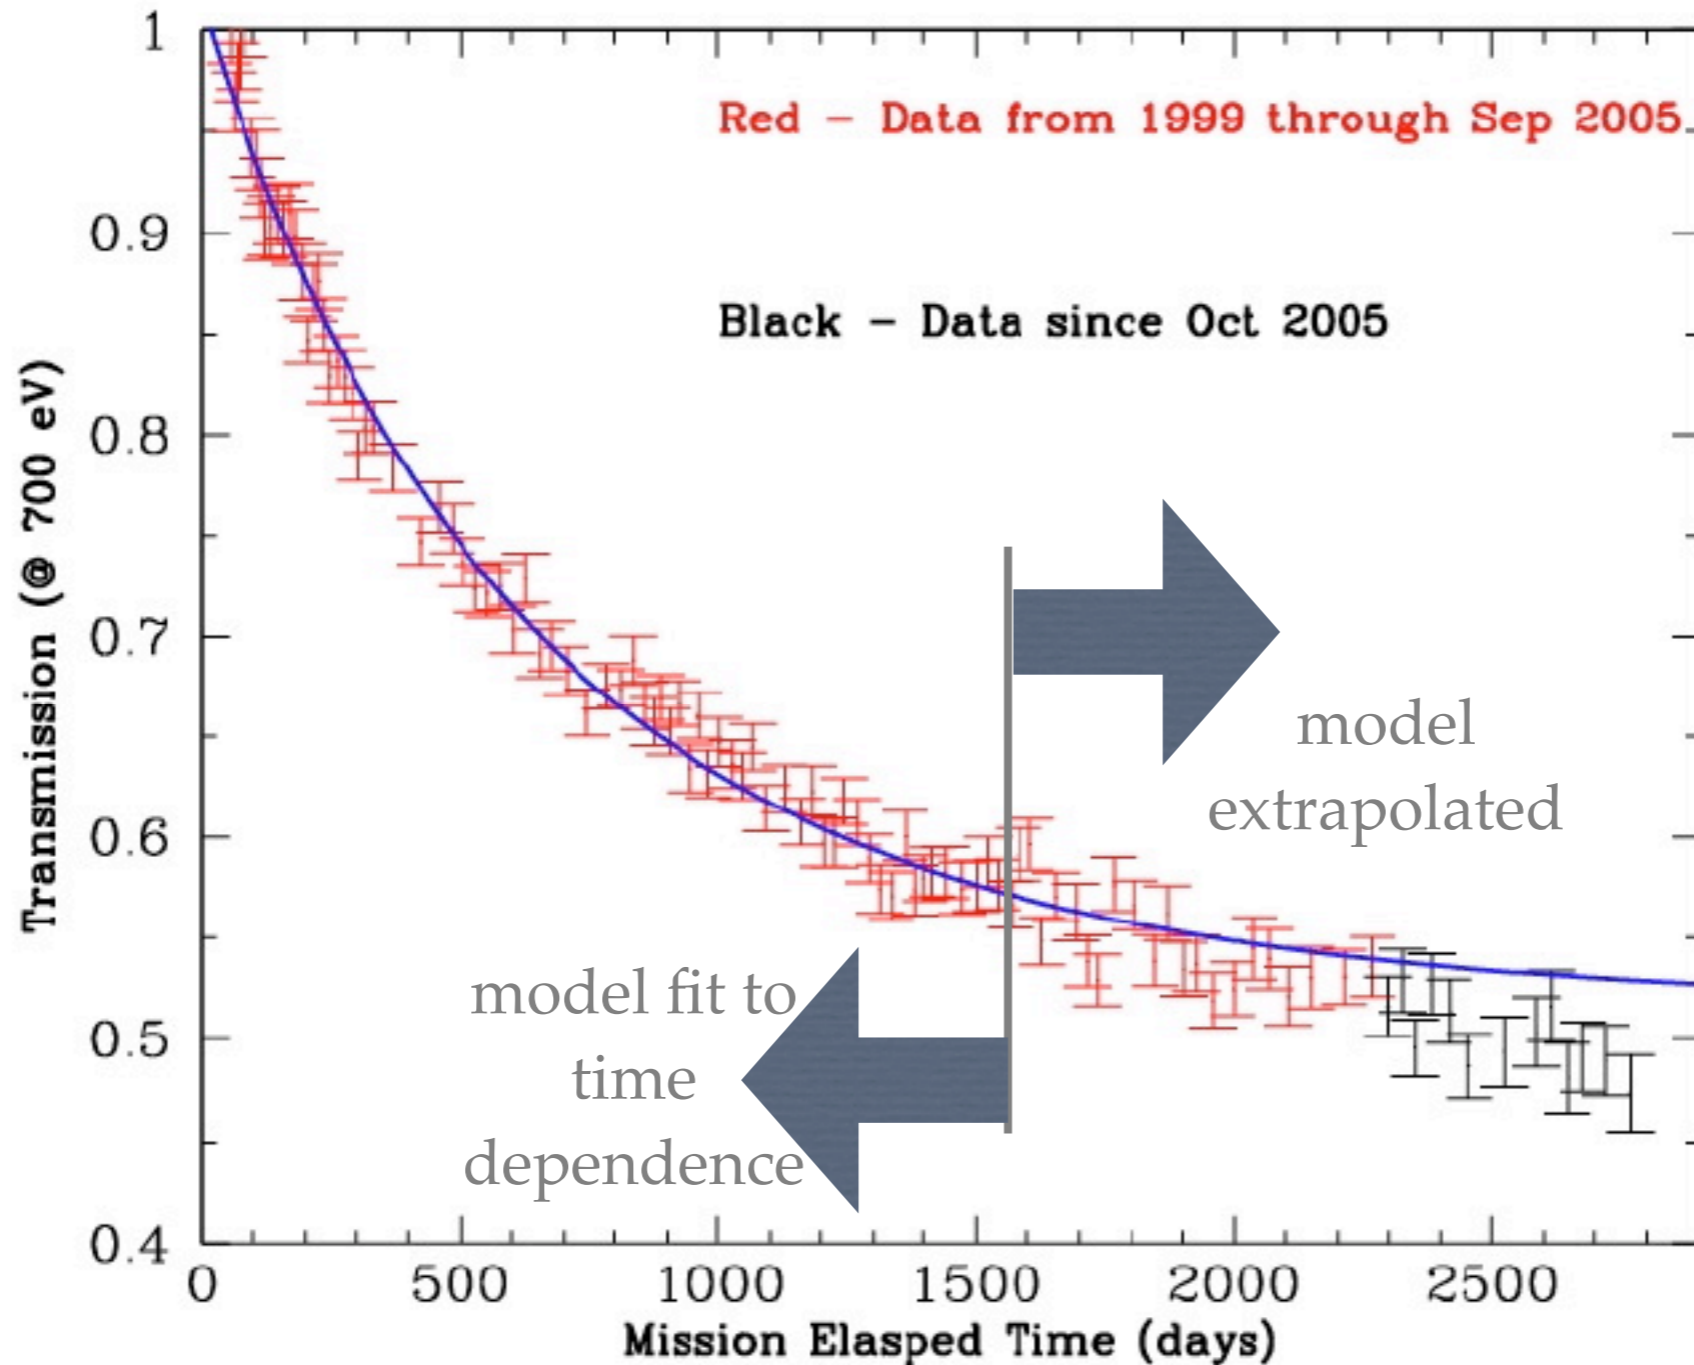 Red – Data from 1999 through Sep 2005
Black – Data since Oct 2005
model
extrapolated
model fit to
time
dependence
Transmission (@ 700 eV)
1
0.9
0.8
0.7
0.6
0.5
0.4
0
500
1000
1500
2000
2500
Mission Elasped Time (days)